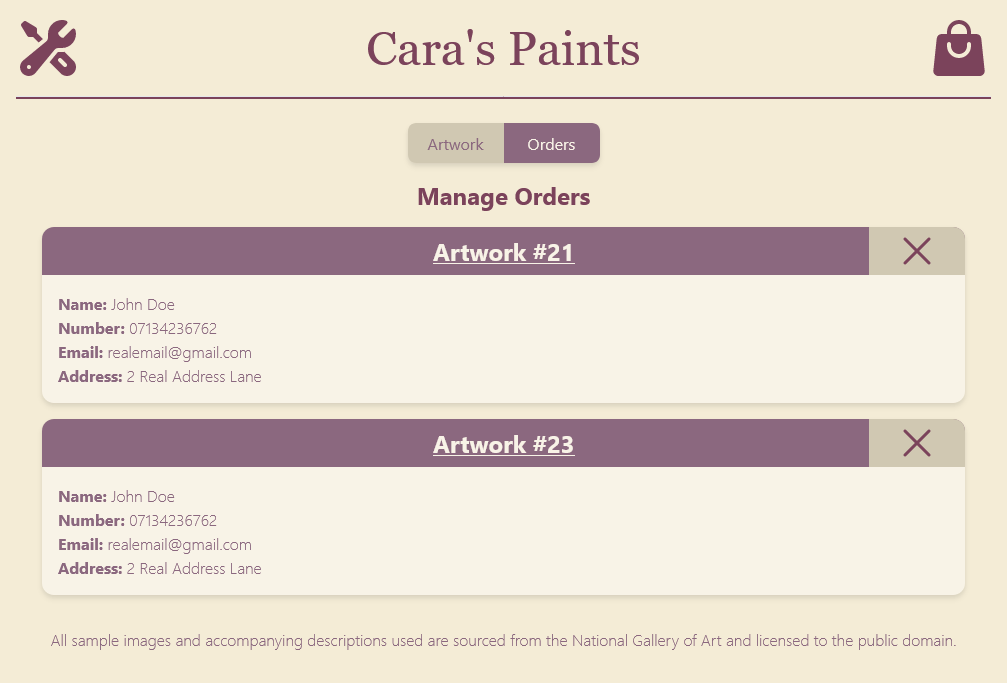 Cara's Paints
Artwork Orders
Manage Orders
Artwork #21
Name: John Doe
Number: 07134236762
Email: realemail@gmail.com
Address: 2 Real Address Lane
Artwork #23
Name: John Doe
Number: 07134236762
Email: realemail@gmail.com
Address: 2 Real Address Lane
All sample images and accompanying descriptions used are sourced from the National Gallery of Art and licensed to the public domain.